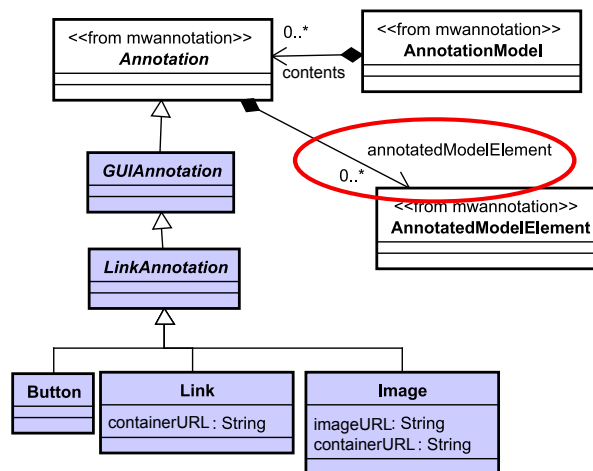 <<from mwannotation>>
Annotation
0..*
contents
<<from mwannotation>>
AnnotationModel
annotatedModelElement
0..*
<<from mwannotation>>
AnnotatedModelElement
GUIAnnotation
LinkAnnotation
Button
Link
containerURL : String
Image
imageURL: String
containerURL : String